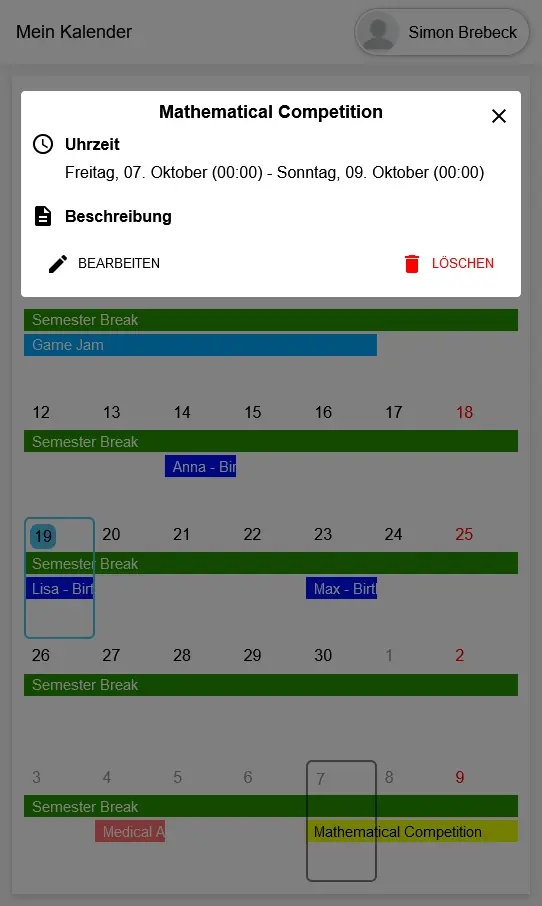 Mein Kalender
Simon Brebeck
Mathematical Competition
Uhrzeit
Freitag, 07. Oktober (00:00) - Sonntag, 09. Oktober (00:00)
Beschreibung
BEARBEITEN LÖSCHEN
Semester Break
Game Jam
12 13 14 15 16 17 18
Semester Break
Anna - Bir
19 20 21 22 23 24 25
Semester Break
Lisa - Birt Max - Birt
26 27 28 29 30 1 2
Semester Break
3 4 5 6 7 8 9
Semester Break
Medical A Mathematical Competition